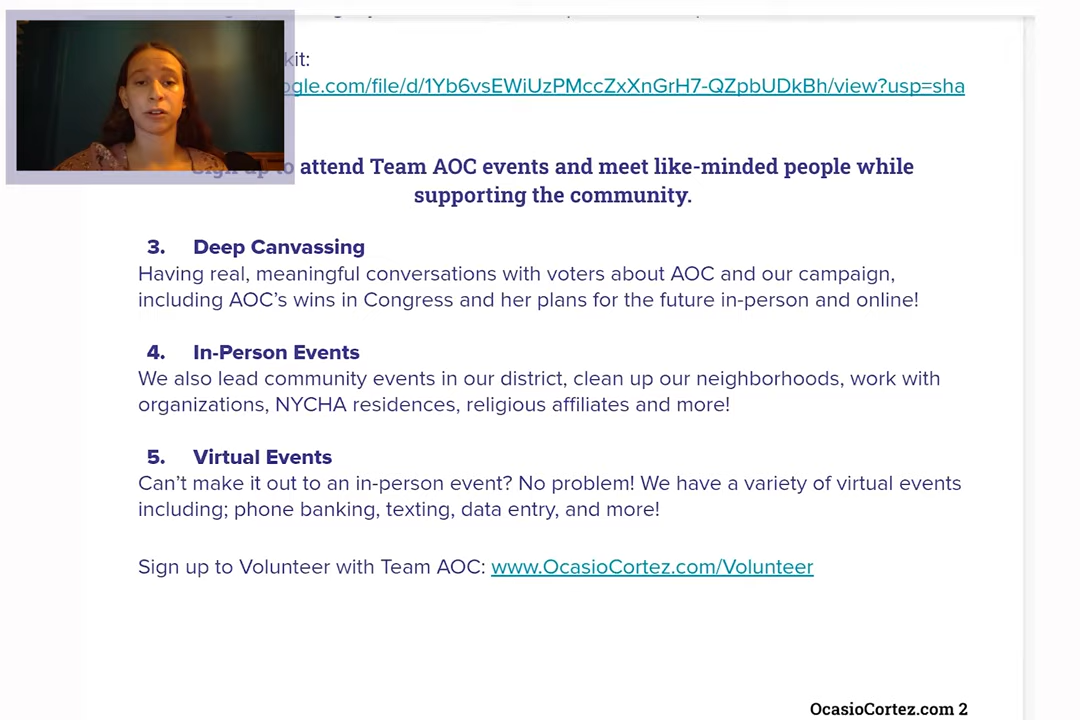 kit:
ogle.com/file/d/1Yb6vsEWiUzPMccZxXnGrH7-QZpbUDkBh/view?usp=sha
Sign up to attend Team AOC events and meet like-minded people while
supporting the community.
3. Deep Canvassing
Having real, meaningful conversations with voters about AOC and our campaign,
including AOC’s wins in Congress and her plans for the future in-person and online!
4. In-Person Events
We also lead community events in our district, clean up our neighborhoods, work with
organizations, NYCHA residences, religious affiliates and more!
5. Virtual Events
Can’t make it out to an in-person event? No problem! We have a variety of virtual events
including; phone banking, texting, data entry, and more!
Sign up to Volunteer with Team AOC: www.OcasioCortez.com/Volunteer
OcasioCortez.com 2